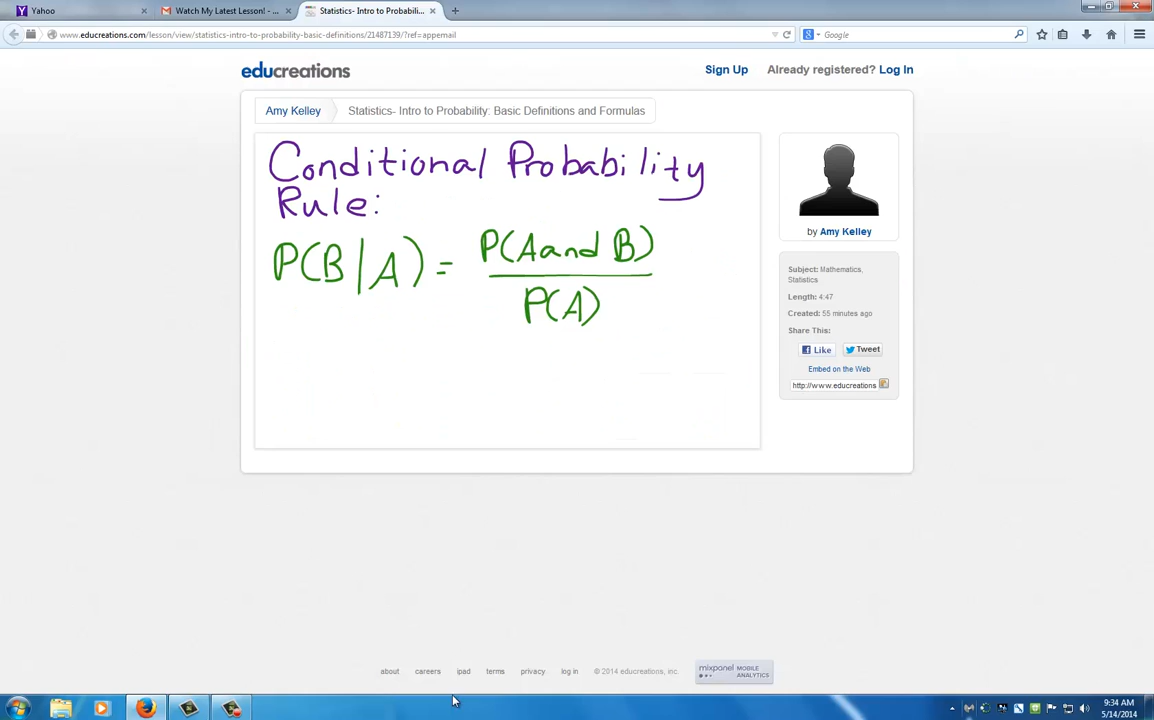 Yahoo
Watch My Latest Lesson! - ...
Statistics- Intro to Probabili...
www.educreations.com/lesson/view/statistics-intro-to-probability-basic-definitions/21487139/?ref=appemail
Google
educreations
Sign Up
Already registered? Log In
Amy Kelley
Statistics- Intro to Probability: Basic Definitions and Formulas
Conditional Probability
Rule:
P(B|A) = P(A and B)
P(A)
by Amy Kelley
Subject: Mathematics,
Statistics
Length: 4:47
Created: 55 minutes ago
Share This:
Like
Tweet
Embed on the Web
http://www.educreations
about
careers
ipad
terms
privacy
log in
© 2014 educreations, inc.
mixpanel MOBILE
ANALYTICS
9:34 AM
5/14/2014